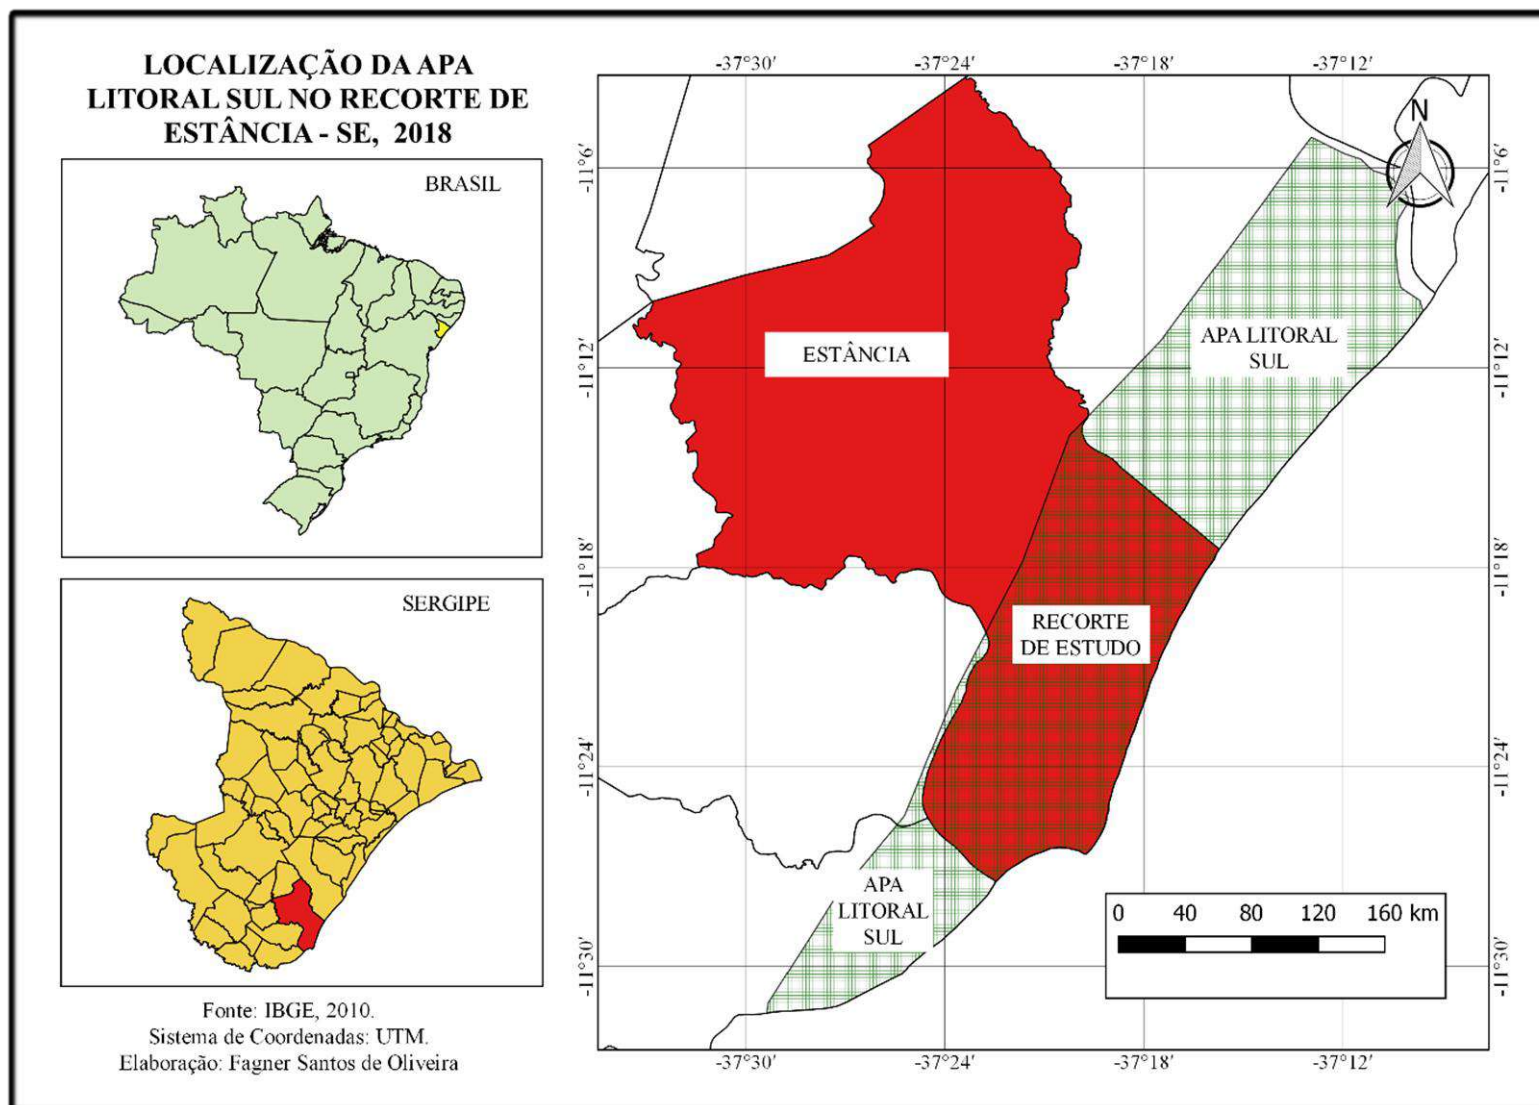 LOCALIZAÇÃO DA APA
LITORAL SUL NO RECORTE DE
ESTÂNCIA - SE, 2018
BRASIL
SERGIPE
Fonte: IBGE, 2010.
Sistema de Coordenadas: UTM.
Elaboração: Fagner Santos de Oliveira
-37°30′
-37°24′
-37°18′
-37°12′
N
-11°6′
-11°6′
ESTÂNCIA
APA LITORAL
SUL
-11°12′
-11°12′
-11°18′
-11°18′
RECORTE
DE ESTUDO
-11°24′
-11°24′
APA
LITORAL
SUL
0 40 80 120 160 km
-11°30′
-11°30′
-37°30′
-37°24′
-37°18′
-37°12′